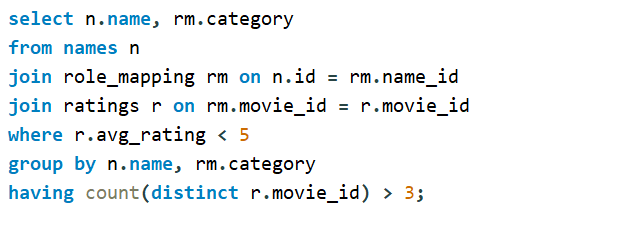 select n.name, rm.category
from names n
join role_mapping rm on n.id = rm.name_id
join ratings r on rm.movie_id = r.movie_id
where r.avg_rating < 5
group by n.name, rm.category
having count(distinct r.movie_id) > 3;